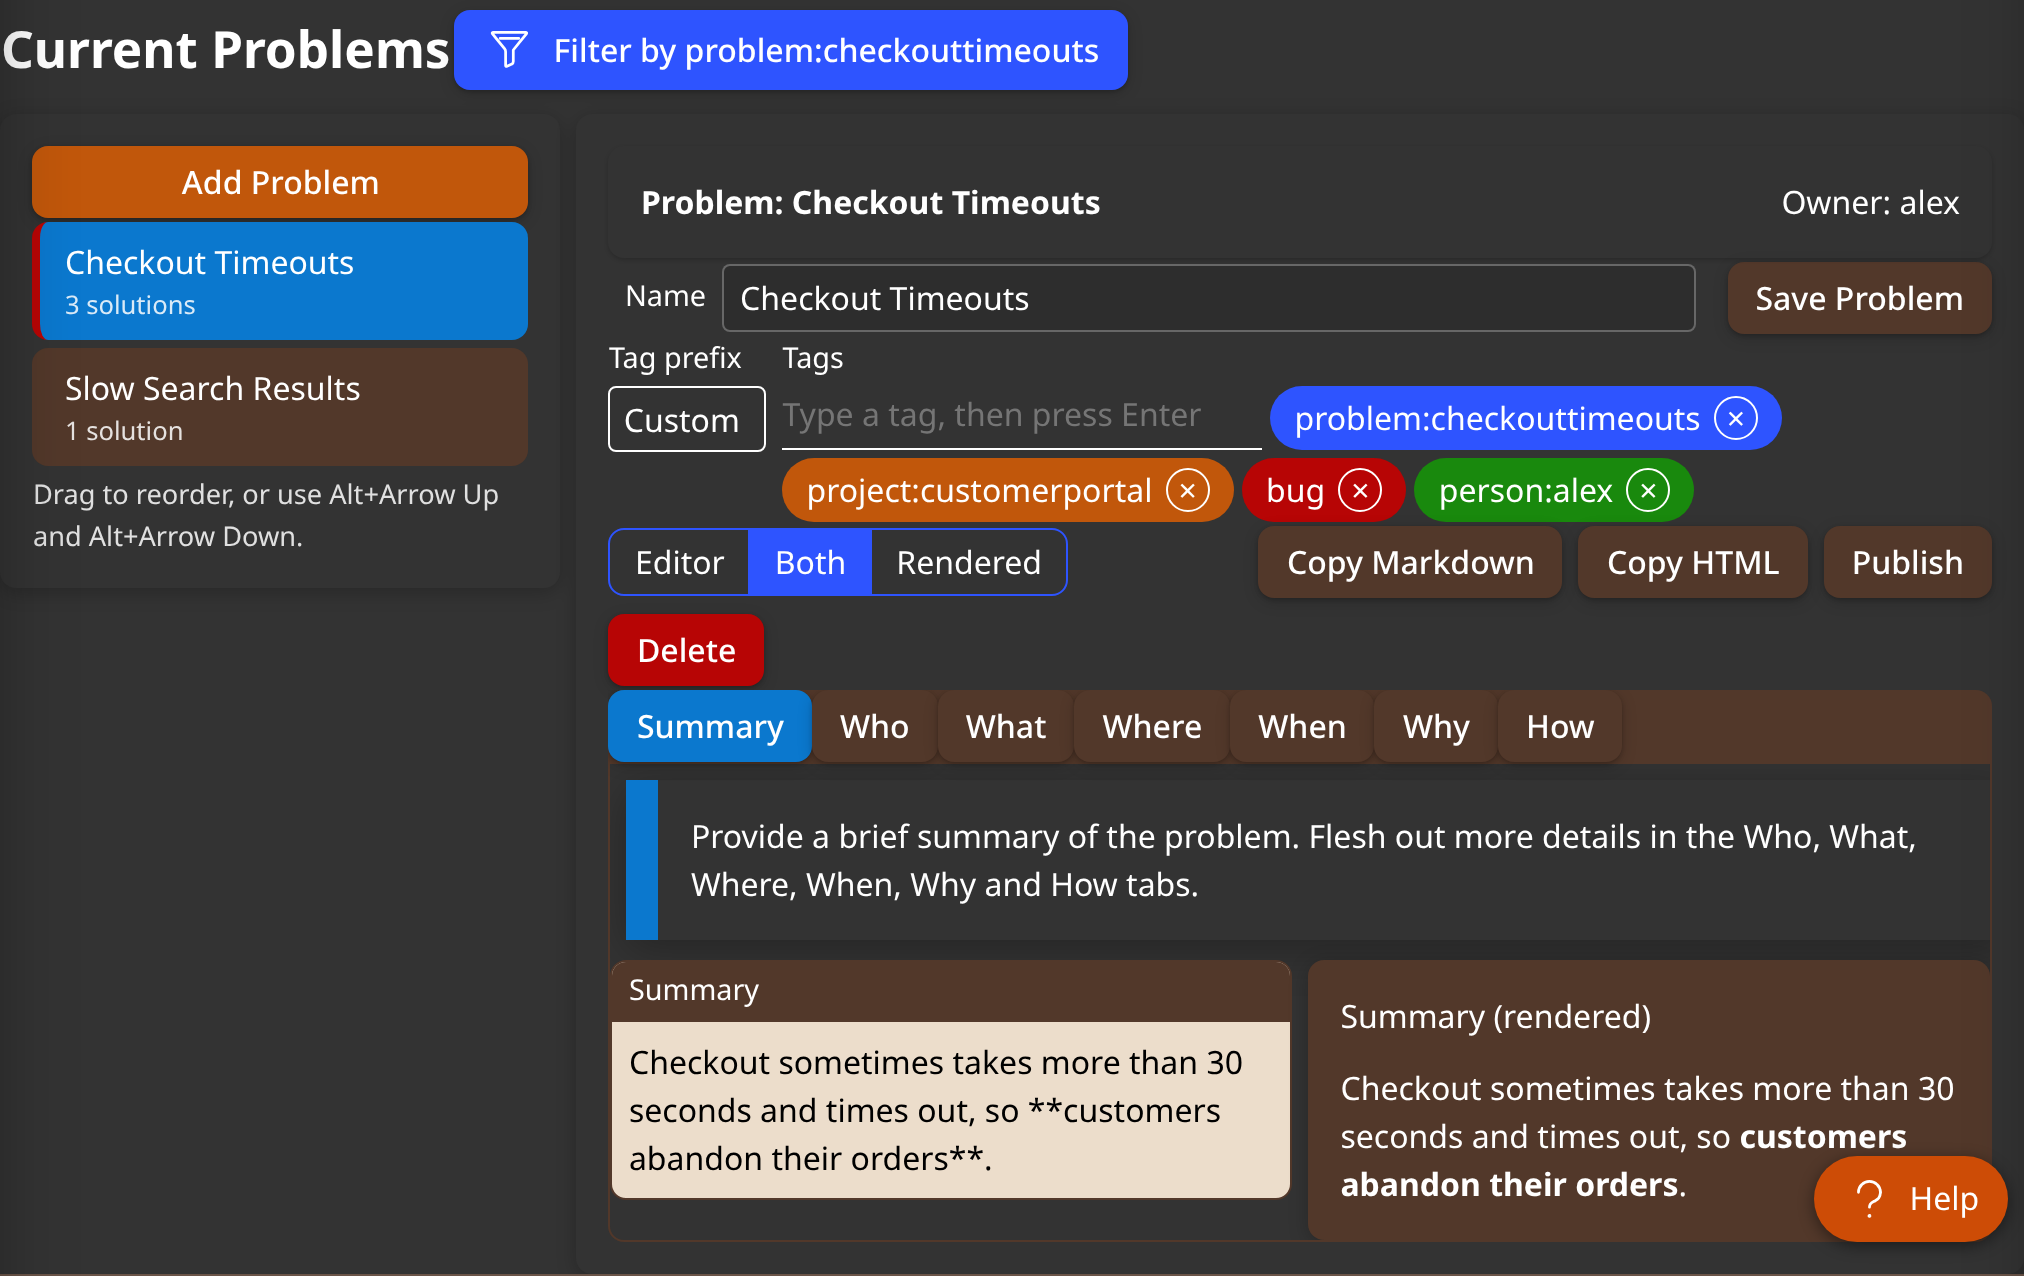 Current Problems
Filter by problem:checkouttimeouts
Add Problem
Checkout Timeouts
3 solutions
Slow Search Results
1 solution
Drag to reorder, or use Alt+Arrow Up
and Alt+Arrow Down.
Problem: Checkout Timeouts
Owner: alex
Name
Checkout Timeouts
Save Problem
Tag prefix
Tags
Custom
Type a tag, then press Enter
problem:checkouttimeouts
project:customerportal
bug
person:alex
Editor
Both
Rendered
Copy Markdown
Copy HTML
Publish
Delete
Summary
Who
What
Where
When
Why
How
Provide a brief summary of the problem. Flesh out more details in the Who, What,
Where, When, Why and How tabs.
Summary
Checkout sometimes takes more than 30
seconds and times out, so **customers
abandon their orders**.
Summary (rendered)
Checkout sometimes takes more than 30
seconds and times out, so customers
abandon their orders.
Help